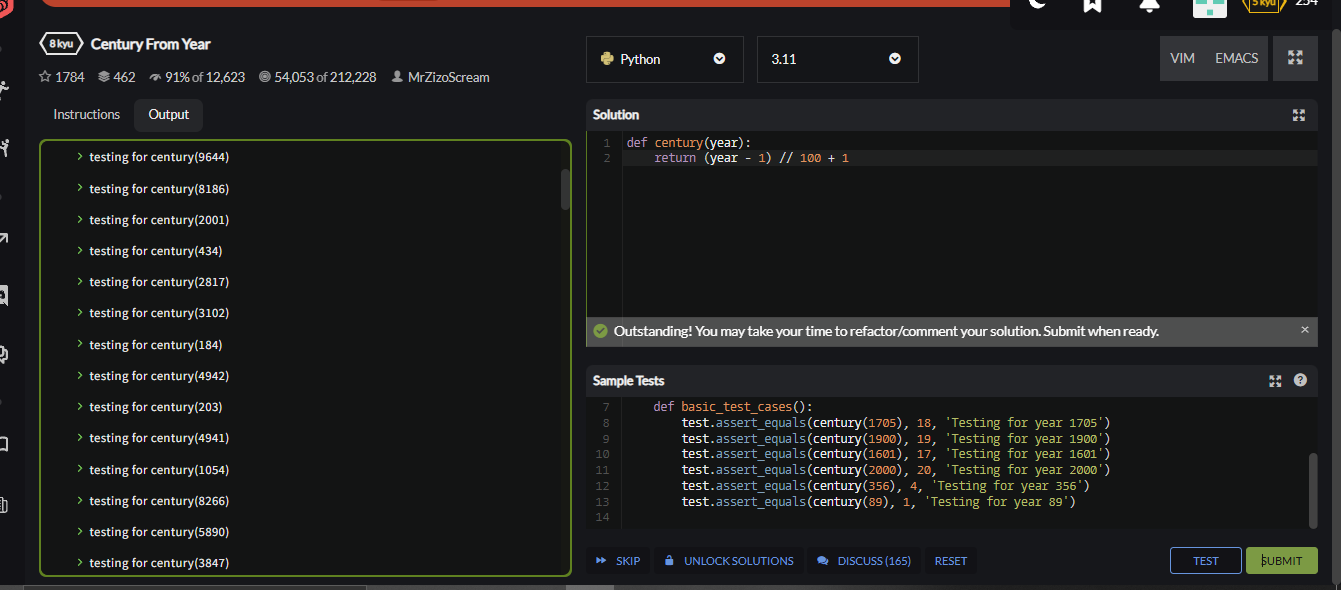 5 kyu 254
8 kyu Century From Year
1784 462 91% of 12,623 54,053 of 212,228 MrZizoScream
Instructions Output
testing for century(9644)
testing for century(8186)
testing for century(2001)
testing for century(434)
testing for century(2817)
testing for century(3102)
testing for century(184)
testing for century(4942)
testing for century(203)
testing for century(4941)
testing for century(1054)
testing for century(8266)
testing for century(5890)
testing for century(3847)
Python 3.11 VIM EMACS
Solution
1 def century(year):
2 return (year - 1) // 100 + 1
Outstanding! You may take your time to refactor/comment your solution. Submit when ready.
Sample Tests
7 def basic_test_cases():
8 test.assert_equals(century(1705), 18, 'Testing for year 1705')
9 test.assert_equals(century(1900), 19, 'Testing for year 1900')
10 test.assert_equals(century(1601), 17, 'Testing for year 1601')
11 test.assert_equals(century(2000), 20, 'Testing for year 2000')
12 test.assert_equals(century(356), 4, 'Testing for year 356')
13 test.assert_equals(century(89), 1, 'Testing for year 89')
14
SKIP UNLOCK SOLUTIONS DISCUSS (165) RESET TEST SUBMIT